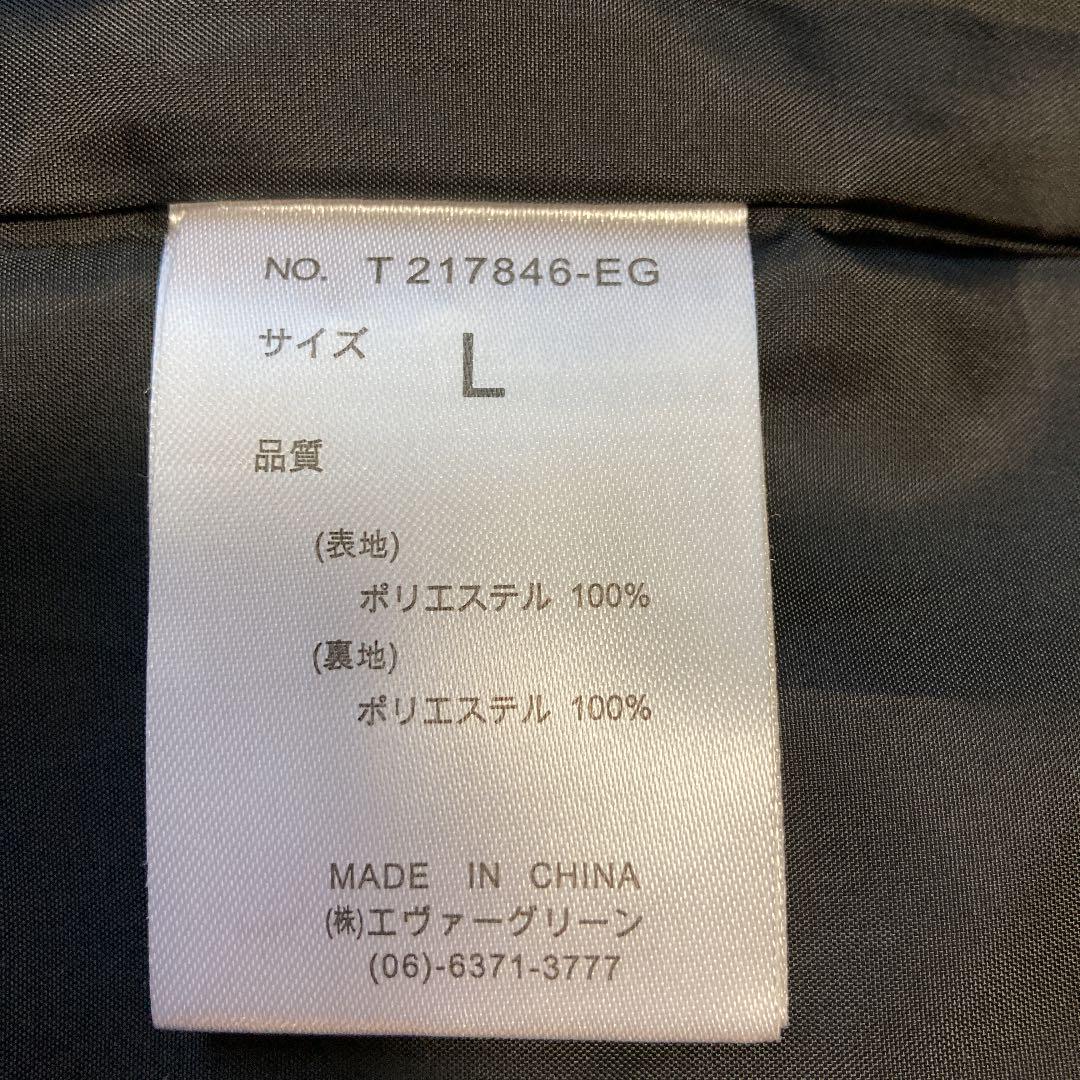 NO. T217846-EG
サイズ L
品質
(表地)
ポリエステル 100%
(裏地)
ポリエステル 100%
MADE IN CHINA
(株)エヴァーグリーン
(06)-6371-3777